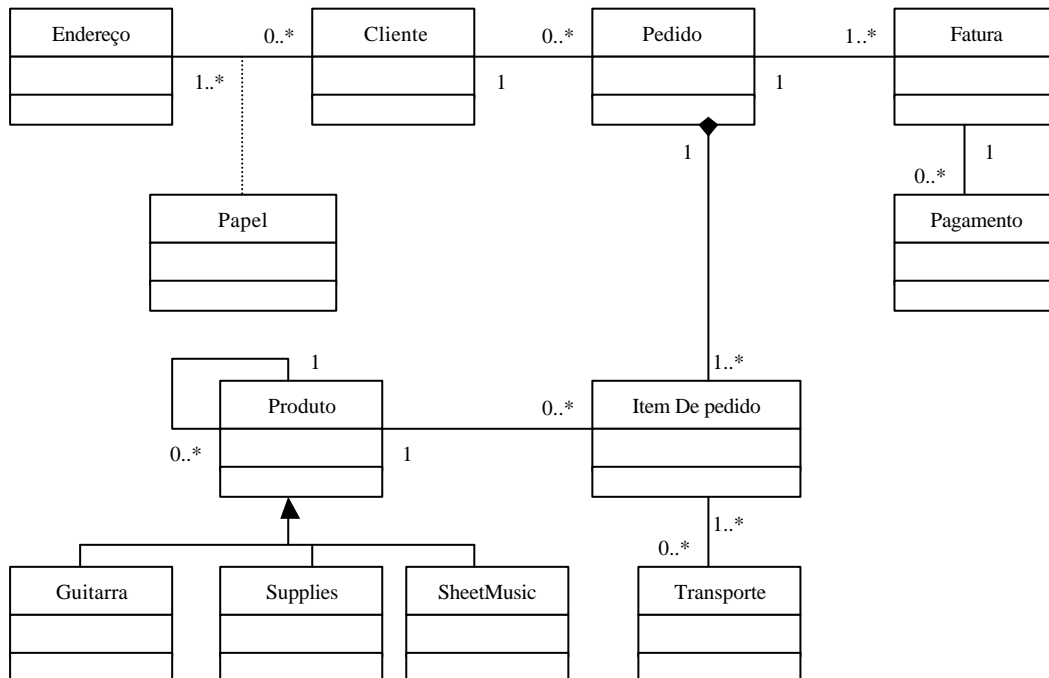 Endereço
0..*
Cliente
0..*
Pedido
1..*
Fatura
1..*
1
1
1
1
0..*
Papel
Pagamento
1
1..*
Produto
0..*
Item De pedido
0..*
1
1..*
0..*
Guitarra
Supplies
SheetMusic
Transporte